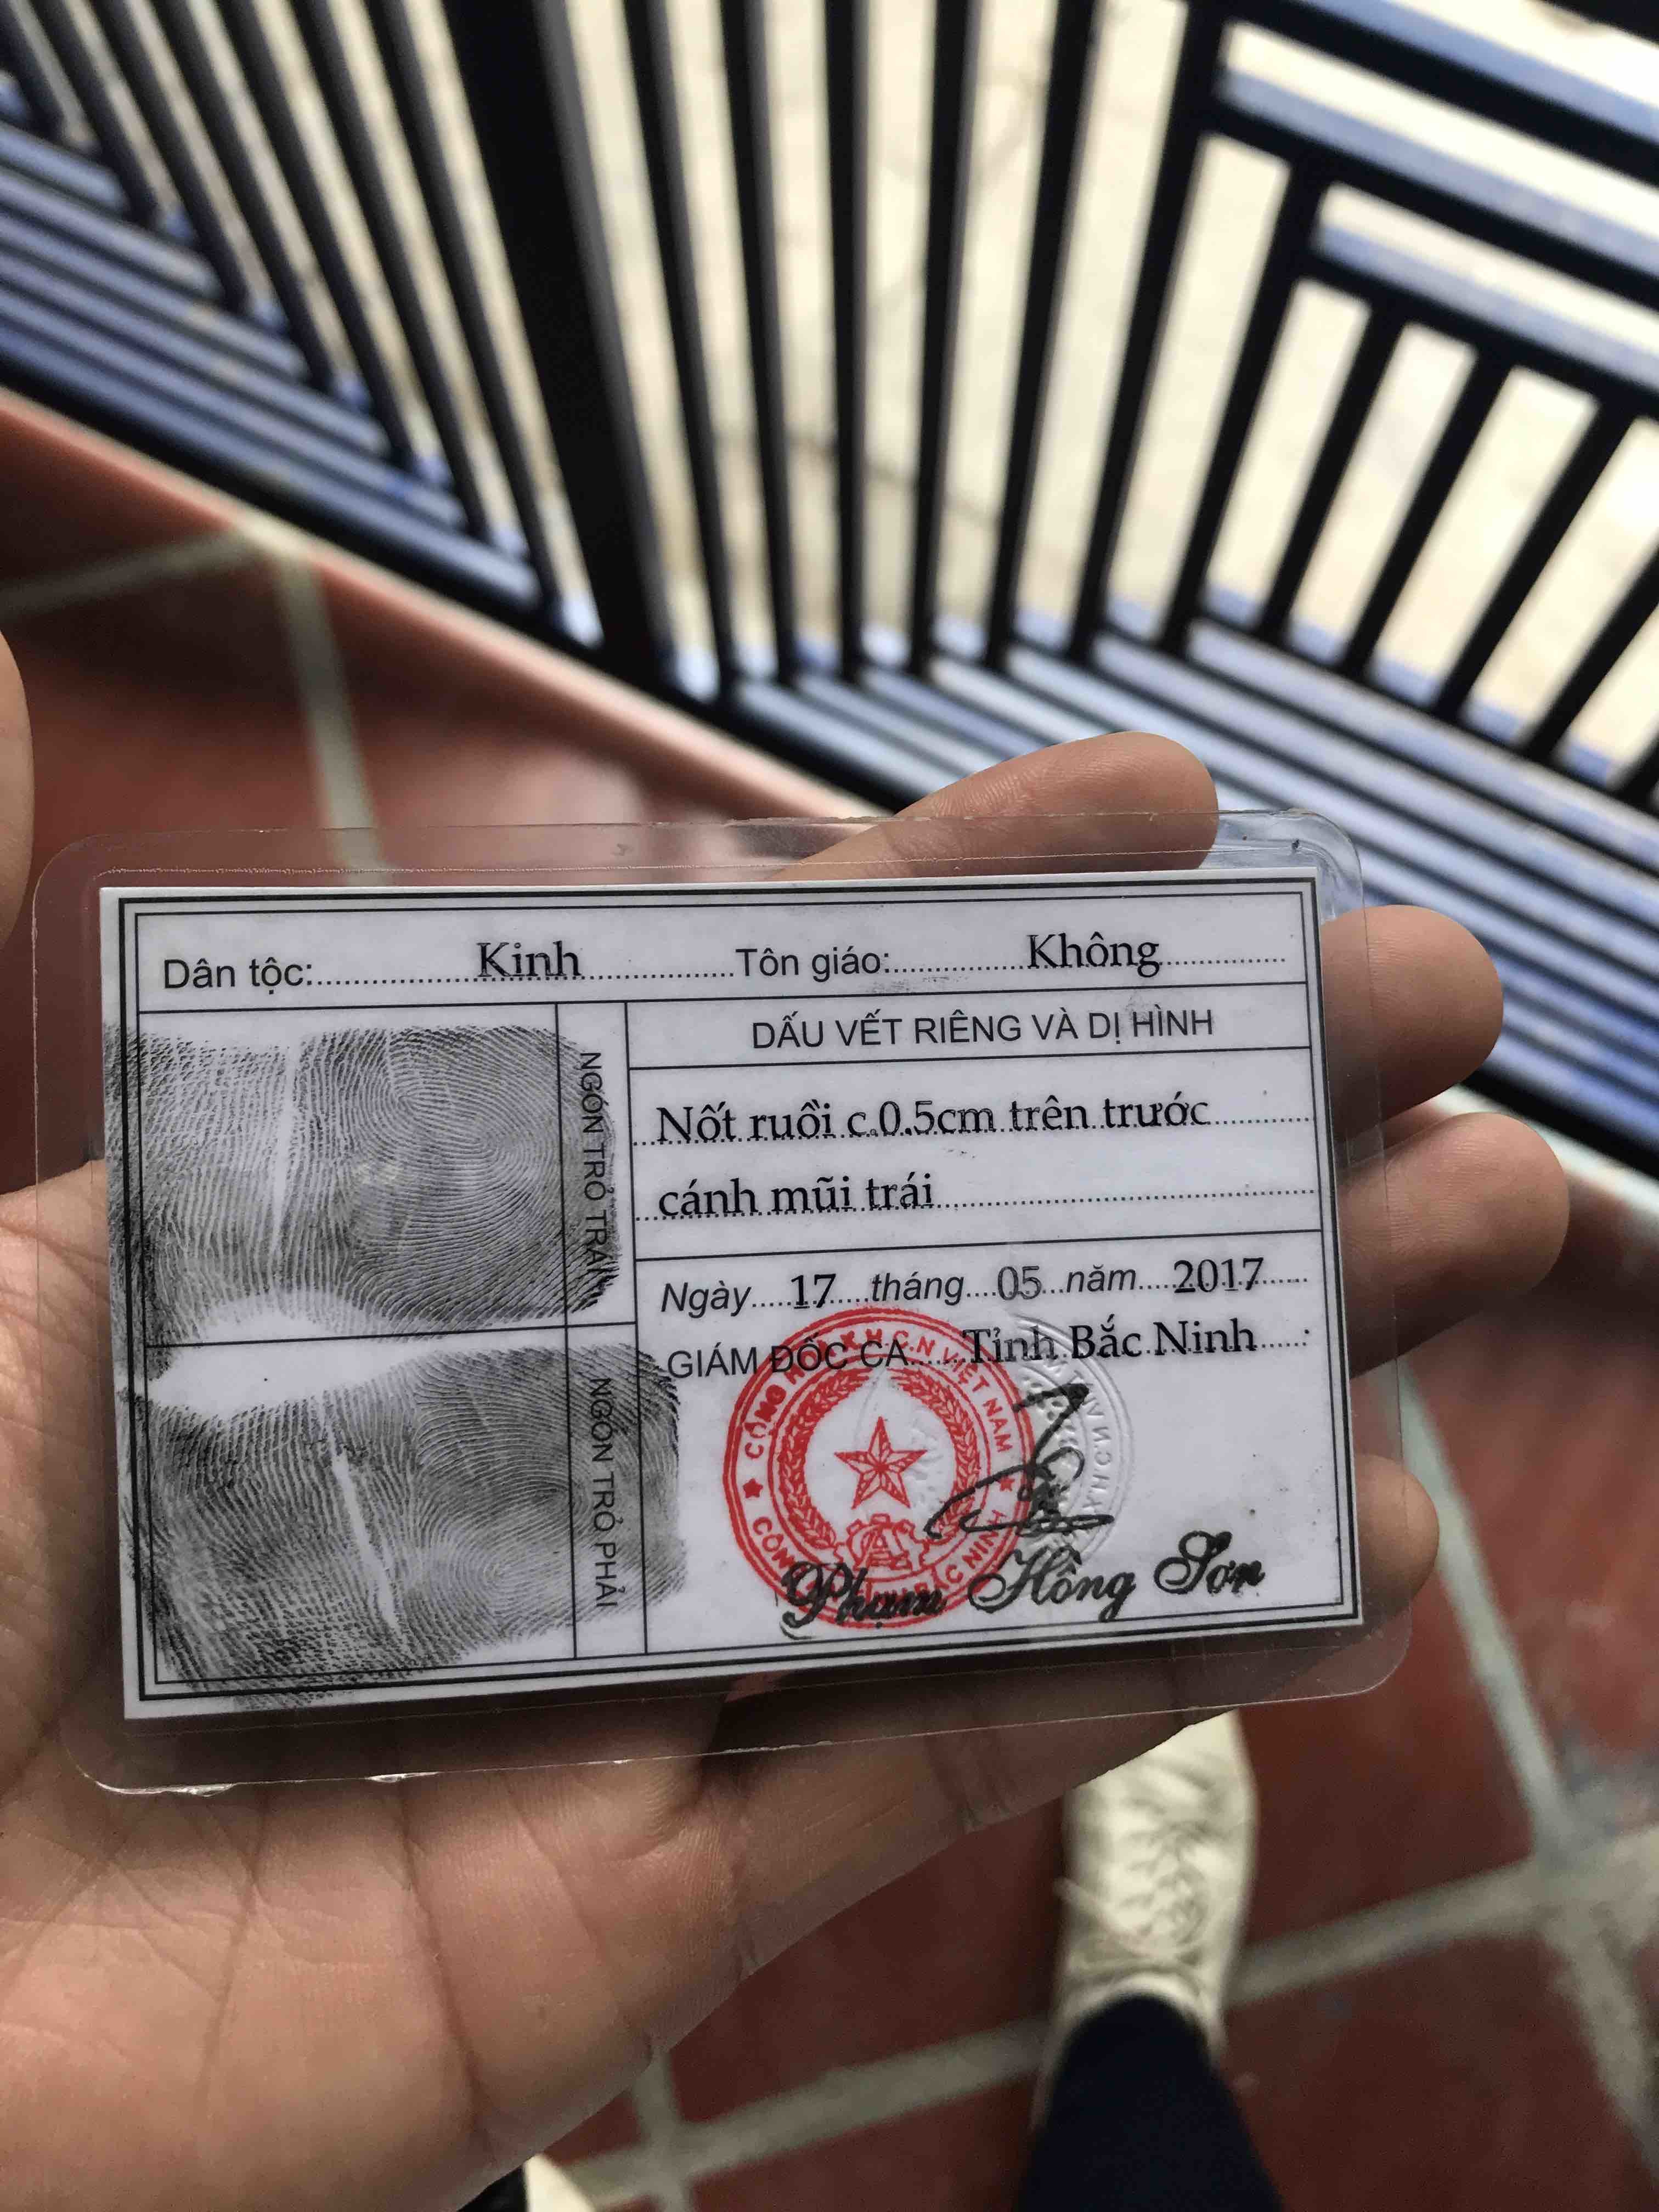 Dân tộc: Kinh Tôn giáo: Không
NGÓN TRỎ TRÁI
NGÓN TRỎ PHẢI
DẤU VẾT RIÊNG VÀ DỊ HÌNH
Nốt ruồi c.0.5cm trên trước
cánh mũi trái
Ngày 17 tháng 05 năm 2017
GIÁM ĐỐC CA Tỉnh Bắc Ninh
X.H.C.N VIỆT NAM
Phạm Hồng Sơn